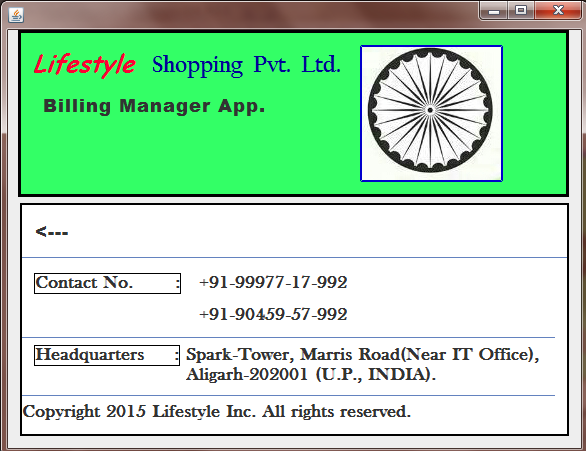 Lifestyle Shopping Pvt. Ltd.
Billing Manager App.
<---
Contact No. : +91-99977-17-992
+91-90459-57-992
Headquarters : Spark-Tower, Marris Road(Near IT Office),
Aligarh-202001 (U.P., INDIA).
Copyright 2015 Lifestyle Inc. All rights reserved.